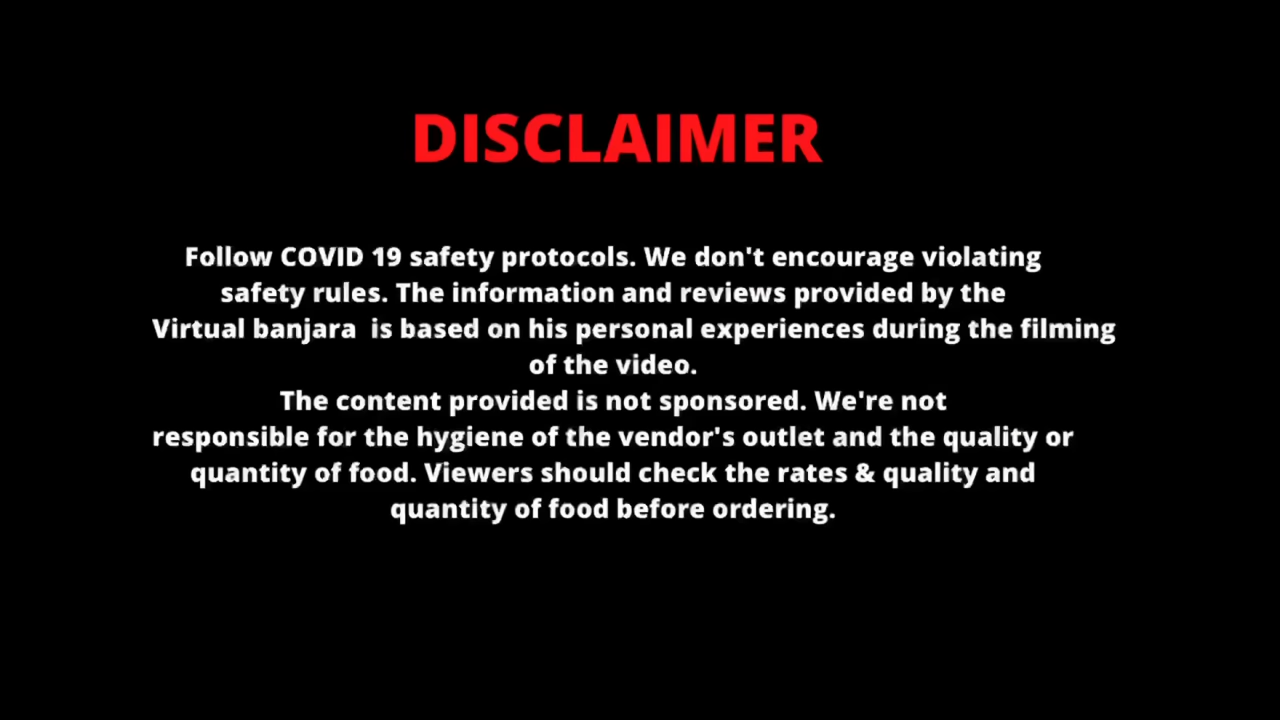 DISCLAIMER
Follow COVID 19 safety protocols. We don't encourage violating
safety rules. The information and reviews provided by the
Virtual banjara  is based on his personal experiences during the filming
of the video.
The content provided is not sponsored. We're not
responsible for the hygiene of the vendor's outlet and the quality or
quantity of food. Viewers should check the rates & quality and
quantity of food before ordering.